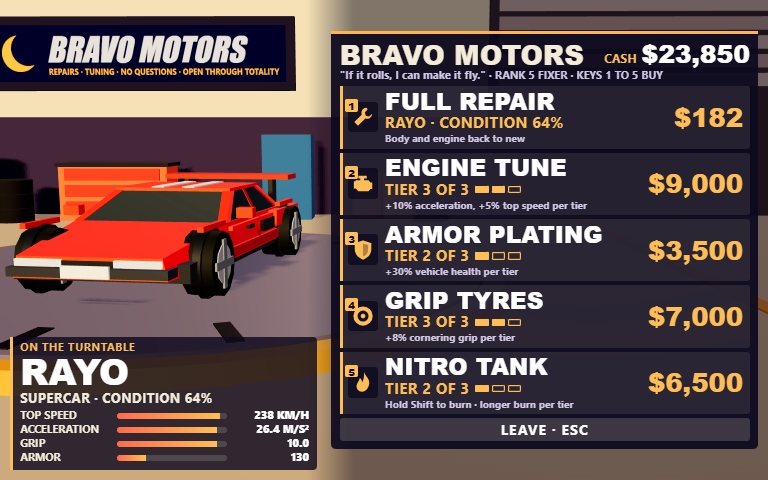 BRAVO MOTORS
REPAIRS · TUNING · NO QUESTIONS · OPEN THROUGH TOTALITY
ON THE TURNTABLE
RAYO
SUPERCAR · CONDITION 64%
TOP SPEED 238 KM/H
ACCELERATION 26.4 M/S²
GRIP 10.0
ARMOR 130
BRAVO MOTORS CASH $23,850
"If it rolls, I can make it fly." · RANK 5 FIXER · KEYS 1 TO 5 BUY
1 FULL REPAIR
RAYO · CONDITION 64% $182
Body and engine back to new
2 ENGINE TUNE
TIER 3 OF 3 $9,000
+10% acceleration, +5% top speed per tier
3 ARMOR PLATING
TIER 2 OF 3 $3,500
+30% vehicle health per tier
4 GRIP TYRES
TIER 3 OF 3 $7,000
+8% cornering grip per tier
5 NITRO TANK
TIER 2 OF 3 $6,500
Hold Shift to burn · longer burn per tier
LEAVE · ESC